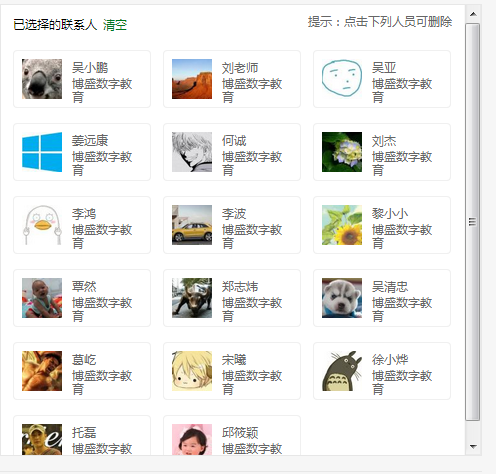 已选择的联系人 清空
提示：点击下列人员可删除
吴小鹏
博盛数字教
育
刘老师
博盛数字教
育
吴亚
博盛数字教
育
姜远康
博盛数字教
育
何诚
博盛数字教
育
刘杰
博盛数字教
育
李鸿
博盛数字教
育
李波
博盛数字教
育
黎小小
博盛数字教
育
覃然
博盛数字教
育
郑志炜
博盛数字教
育
吴清忠
博盛数字教
育
葛屹
博盛数字教
育
宋曦
博盛数字教
育
徐小烨
博盛数字教
育
托磊
博盛数字教
邱筱颖
博盛数字教